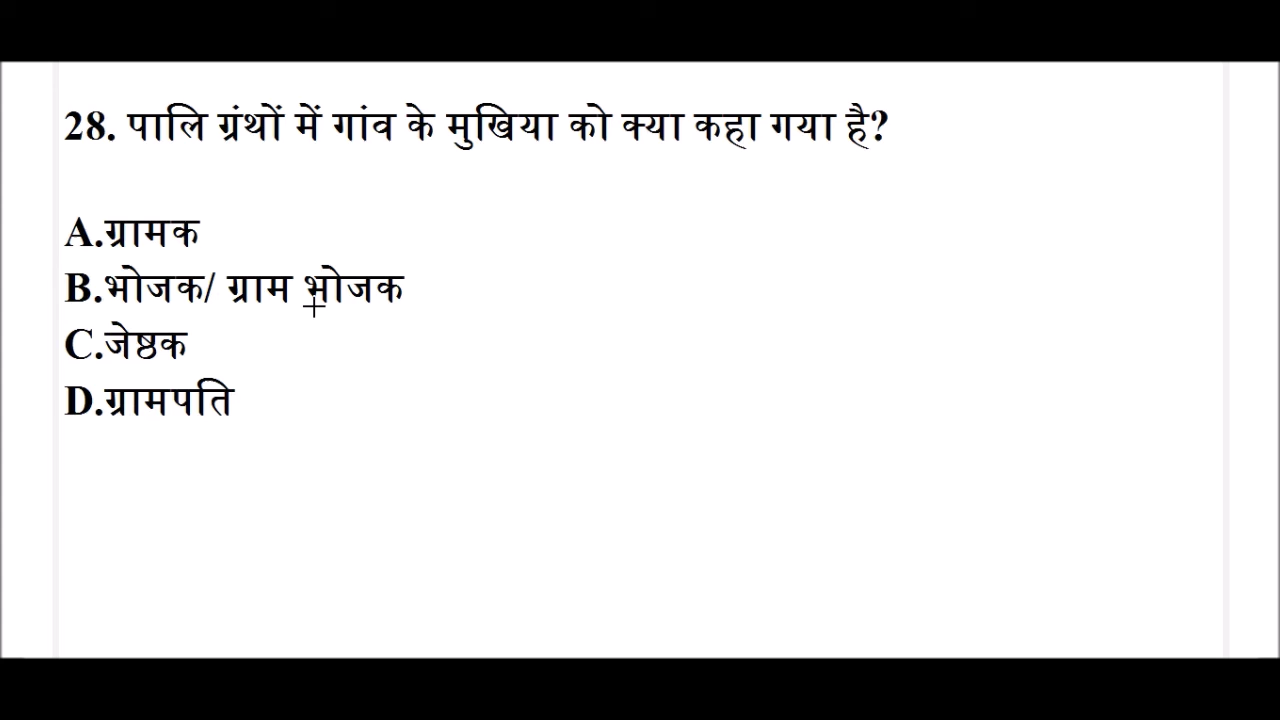 28. पालि ग्रंथों में गांव के मुखिया को क्या कहा गया है?
A.ग्रामक
B.भोजक/ ग्राम भोजक
C.जेष्ठक
D.ग्रामपति